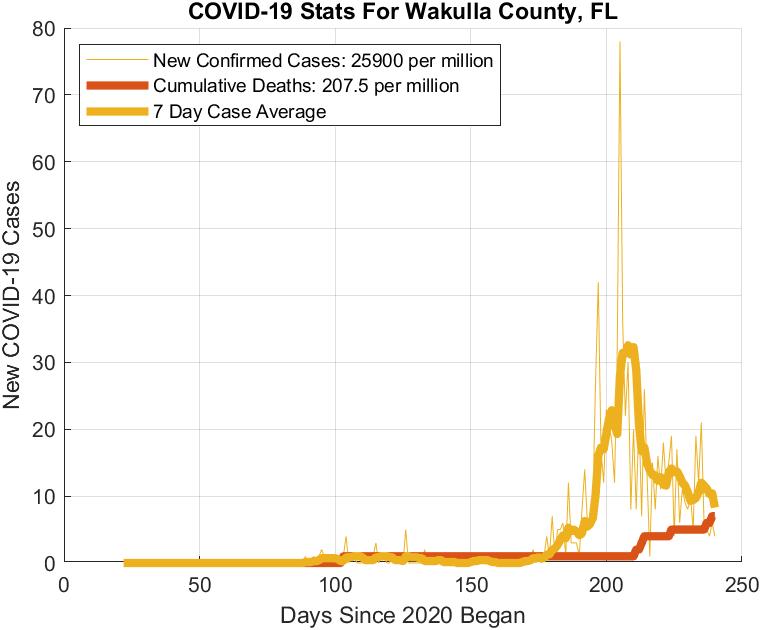 COVID-19 Stats For Wakulla County, FL
New Confirmed Cases: 25900 per million
Cumulative Deaths: 207.5 per million
7 Day Case Average
New COVID-19 Cases
80
70
60
50
40
30
20
10
0
0 50 100 150 200 250
Days Since 2020 Began